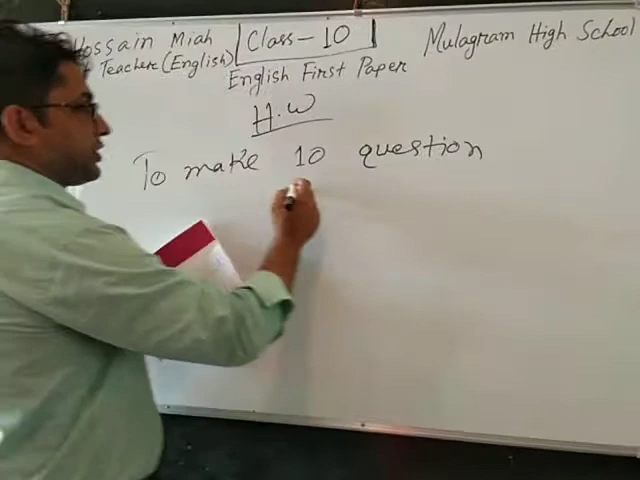 Hossain Miah
Teacher (English)
Class - 10
Mulagram High School
English First Paper
H.W
To make 10 question